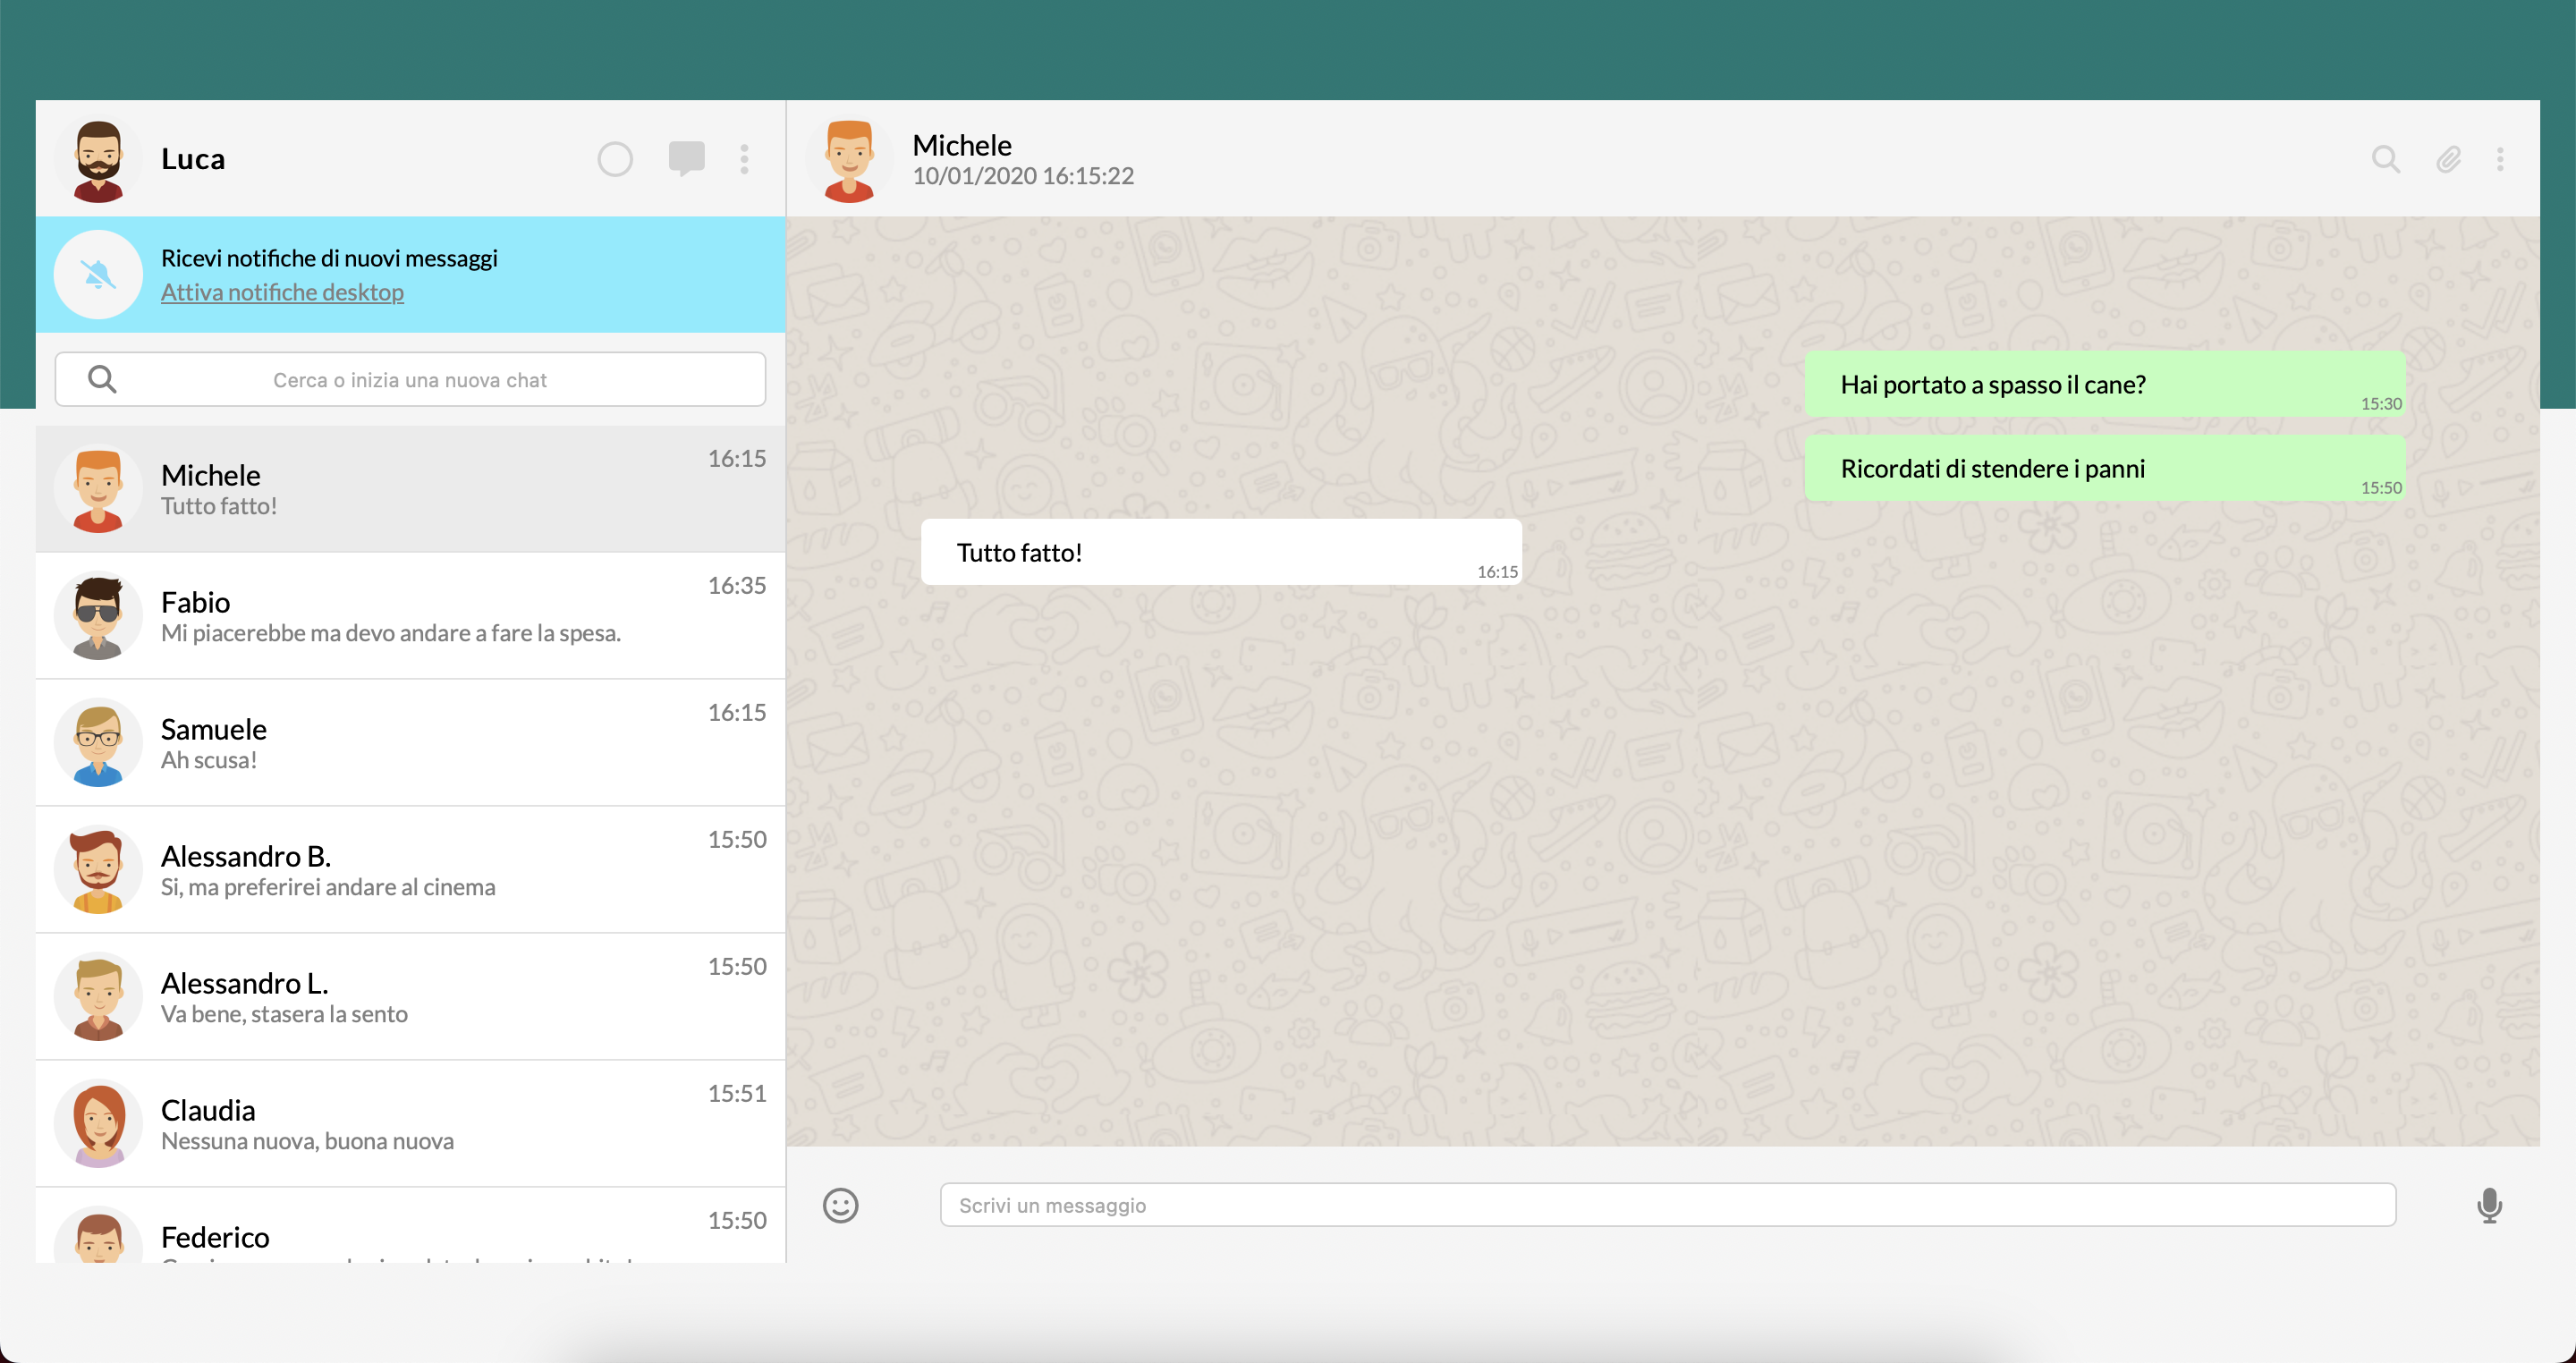 Luca
Ricevi notifiche di nuovi messaggi
Attiva notifiche desktop
Cerca o inizia una nuova chat
Michele
16:15
Tutto fatto!
Fabio
16:35
Mi piacerebbe ma devo andare a fare la spesa.
Samuele
16:15
Ah scusa!
Alessandro B.
15:50
Si, ma preferirei andare al cinema
Alessandro L.
15:50
Va bene, stasera la sento
Claudia
15:51
Nessuna nuova, buona nuova
Federico
15:50
Michele
10/01/2020 16:15:22
Hai portato a spasso il cane?
15:30
Ricordati di stendere i panni
15:50
Tutto fatto!
16:15
Scrivi un messaggio